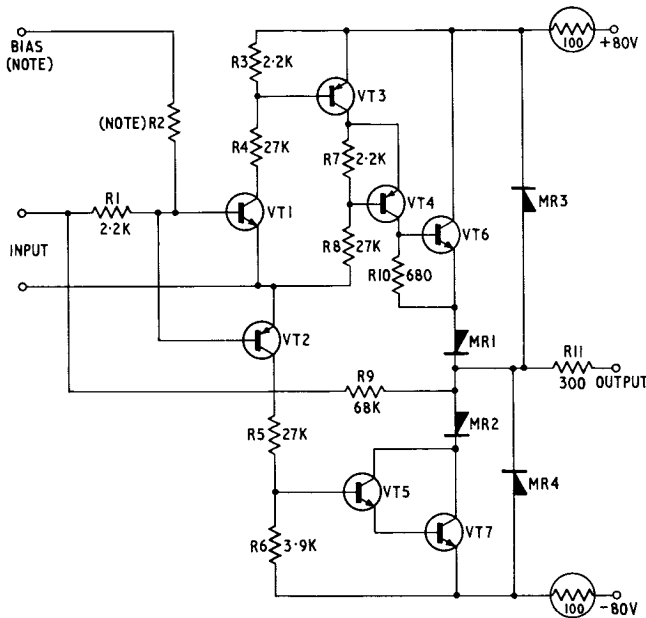 BIAS
(NOTE)
(NOTE) R2
R3 2.2K
100 +80V
VT3
R4 27K
R7 2.2K
MR3
R1
2.2K
VT1
VT4
VT6
INPUT
R8 27K
R10 680
VT2
MR1
R11
300 OUTPUT
R9
68K
MR2
R5 27K
VT5
MR4
VT7
R6 3.9K
100 -80V